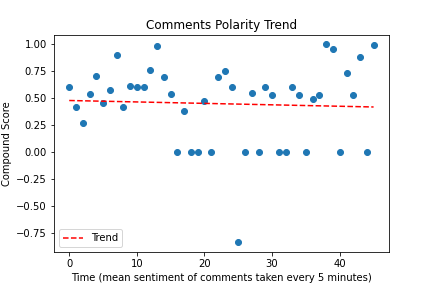 Comments Polarity Trend
Compound Score
1.00
0.75
0.50
0.25
0.00
−0.25
−0.50
−0.75
Trend
0 10 20 30 40
Time (mean sentiment of comments taken every 5 minutes)